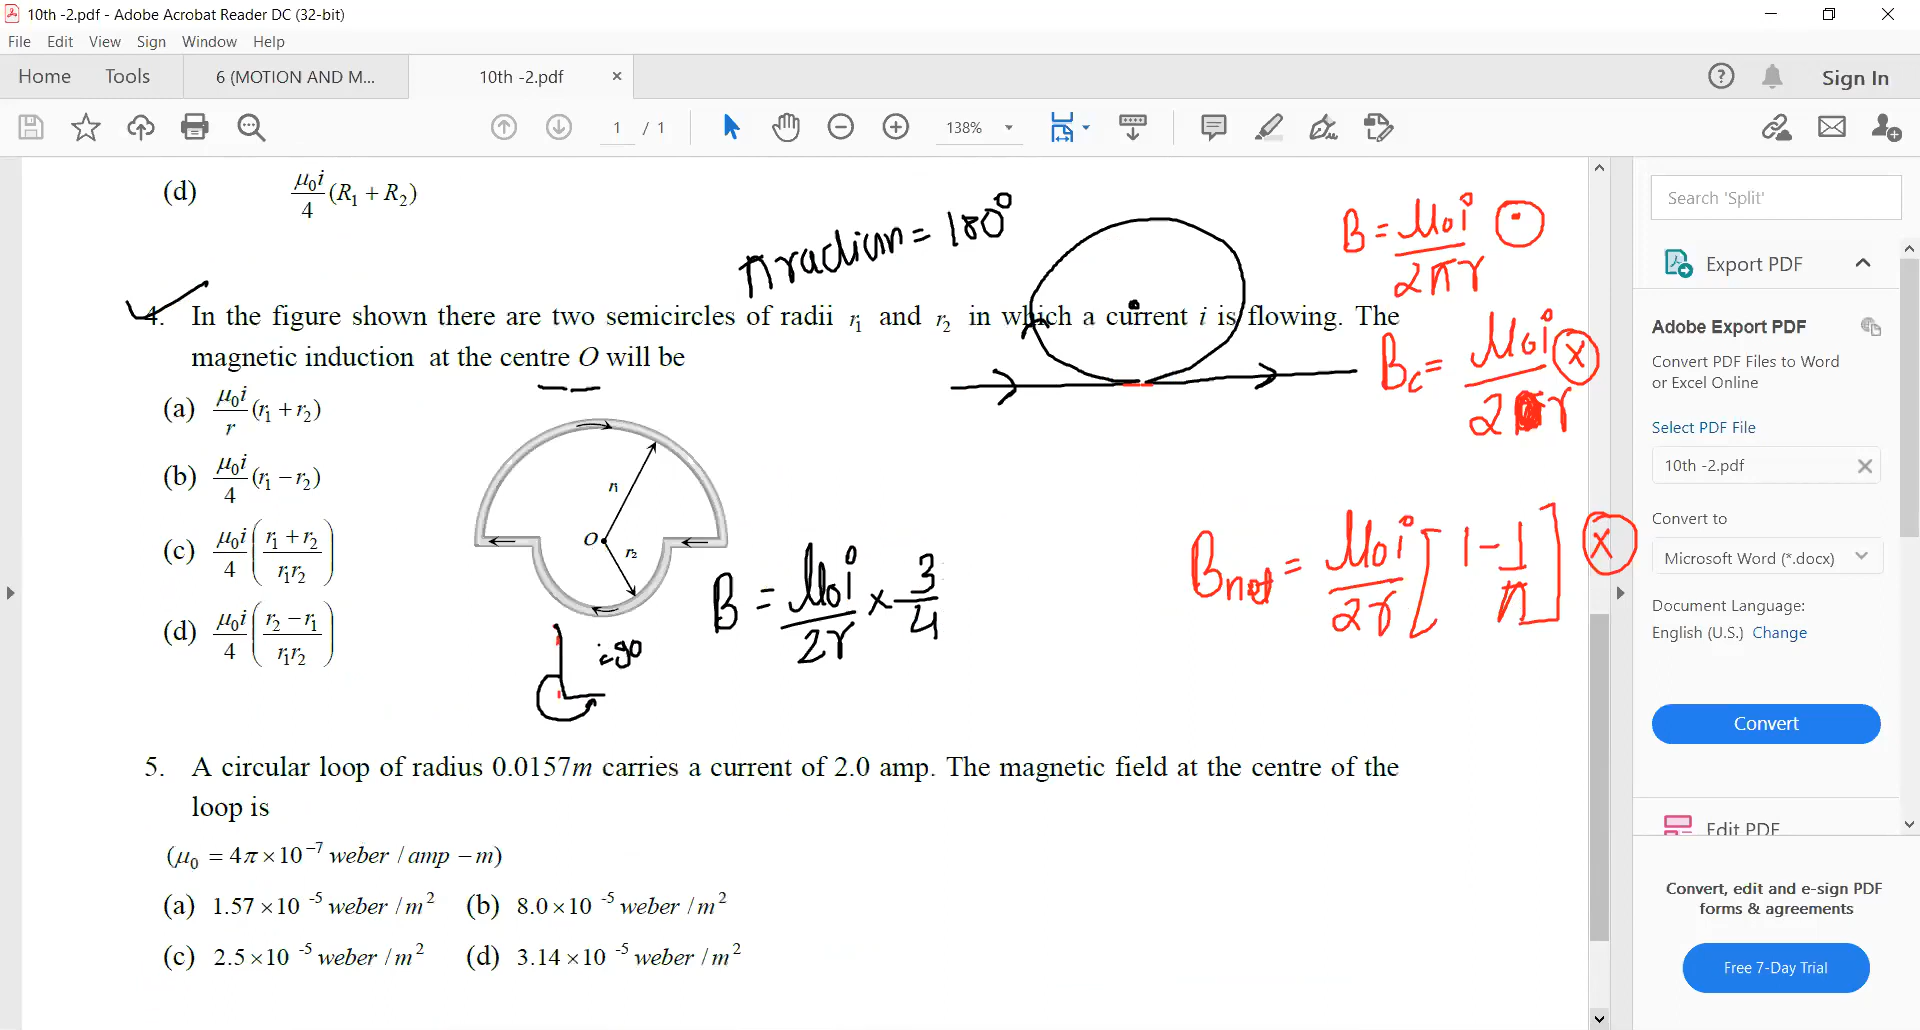 10th -2.pdf - Adobe Acrobat Reader DC (32-bit)
File Edit View Sign Window Help
Home Tools 6 (MOTION AND M... 10th -2.pdf × Sign In
1 / 1 138%
(d) μ₀i/4 (R₁ + R₂)
π radian = 180°
B = μ₀i/2πr
4. In the figure shown there are two semicircles of radii r₁ and r₂ in which a current i is flowing. The
magnetic induction at the centre O will be
Bc = μ₀i/2r
(a) μ₀i/r (r₁ + r₂)
(b) μ₀i/4 (r₁ − r₂)
(c) μ₀i/4 ((r₁ + r₂)/r₁r₂)
(d) μ₀i/4 ((r₂ − r₁)/r₁r₂)
r₁
O
r₂
B = μ₀i/2r × 3/4
Bnet = μ₀i/2r [1 − 1/π] x
5. A circular loop of radius 0.0157m carries a current of 2.0 amp. The magnetic field at the centre of the
loop is
(μ₀ = 4π × 10⁻⁷ weber / amp − m)
(a) 1.57 × 10 ⁻⁵ weber / m² (b) 8.0 × 10 ⁻⁵ weber / m²
(c) 2.5 × 10 ⁻⁵ weber / m² (d) 3.14 × 10 ⁻⁵ weber / m²
Search 'Split'
Export PDF
Adobe Export PDF
Convert PDF Files to Word
or Excel Online
Select PDF File
10th -2.pdf
Convert to
Microsoft Word (*.docx)
Document Language:
English (U.S.) Change
Convert
Edit PDF
Convert, edit and e-sign PDF
forms & agreements
Free 7-Day Trial